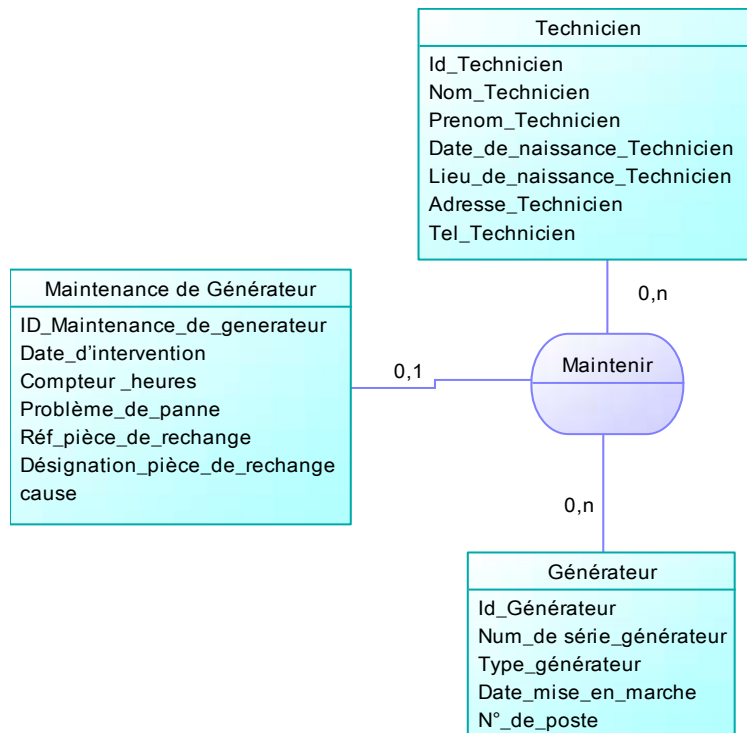 Technicien
Id_Technicien
Nom_Technicien
Prenom_Technicien
Date_de_naissance_Technicien
Lieu_de_naissance_Technicien
Adresse_Technicien
Tel_Technicien
0,n
Maintenance de Générateur
ID_Maintenance_de_generateur
Date_d’intervention
Compteur _heures
Problème_de_panne
Réf_pièce_de_rechange
Désignation_pièce_de_rechange
cause
0,1
Maintenir
0,n
Générateur
Id_Générateur
Num_de série_générateur
Type_générateur
Date_mise_en_marche
N°_de_poste